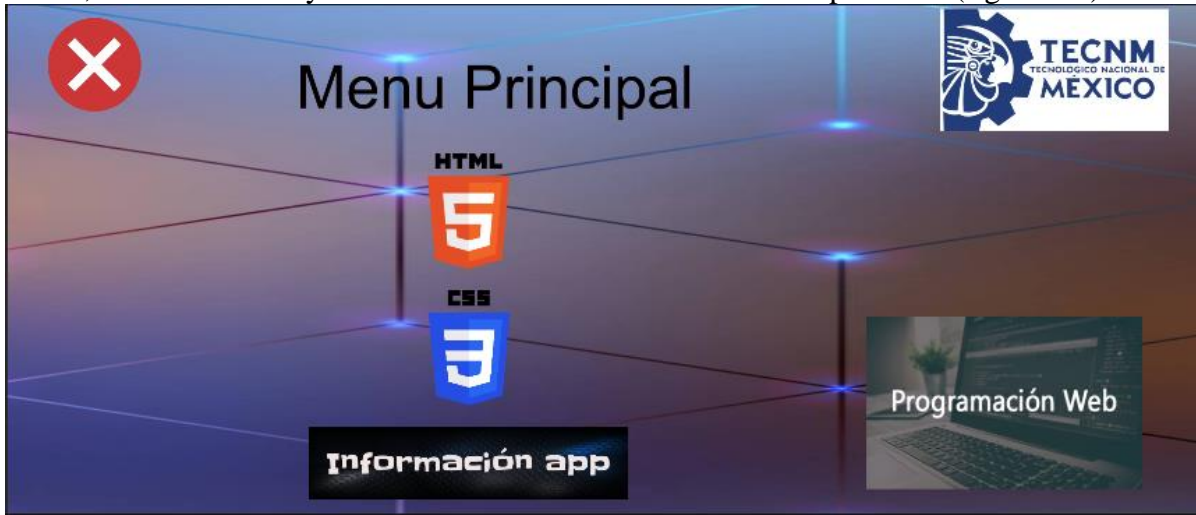 Menu Principal
TECNM
TECNOLÓGICO NACIONAL DE
MÉXICO
HTML
5
CSS
3
Programación Web
Información app